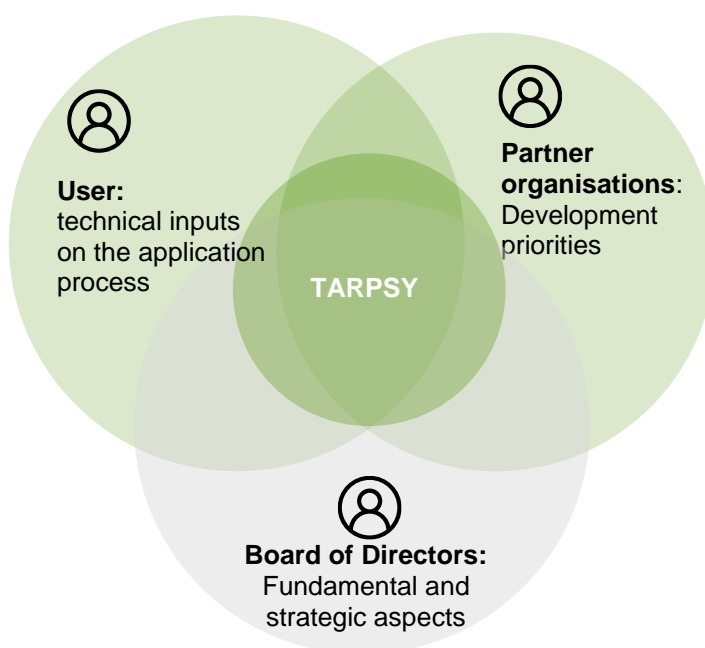 User:
technical inputs
on the application
process
Partner
organisations:
Development
priorities
TARPSY
Board of Directors:
Fundamental and
strategic aspects